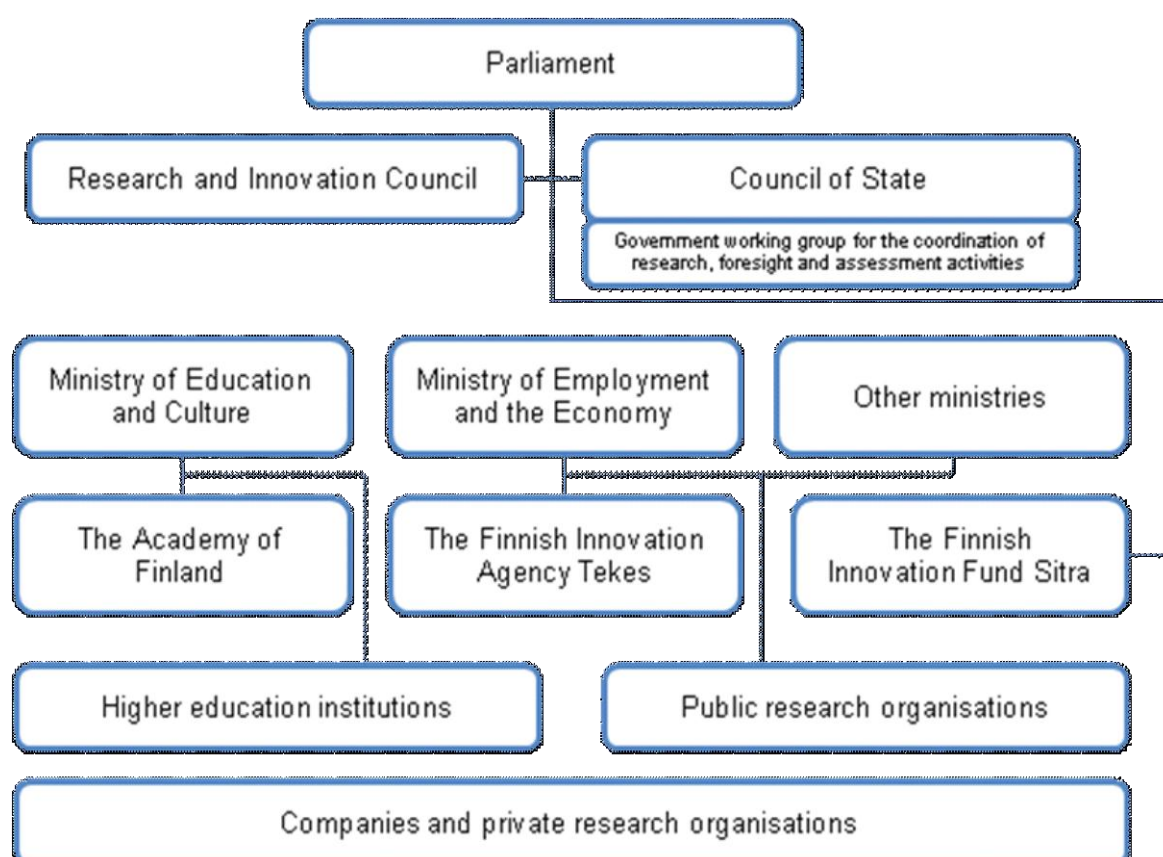 Parliament
Research and Innovation Council
Council of State
Government working group for the coordination of
research, foresight and assessment activities
Ministry of Education
and Culture
Ministry of Employment
and the Economy
Other ministries
The Academy of
Finland
The Finnish Innovation
Agency Tekes
The Finnish
Innovation Fund Sitra
Higher education institutions
Public research organisations
Companies and private research organisations